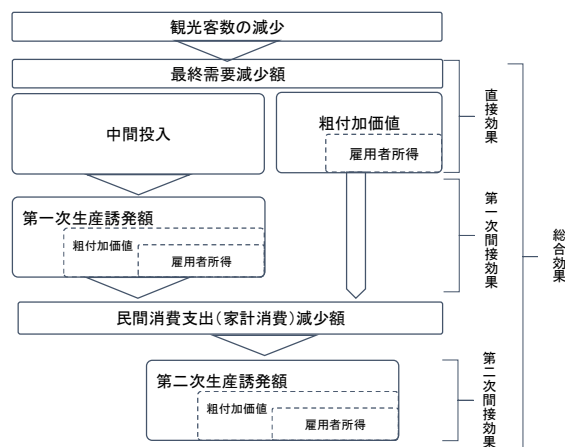 観光客数の減少
最終需要減少額
中間投入
粗付加価値
雇用者所得
直接効果
第一次生産誘発額
粗付加価値
雇用者所得
第一次間接効果
総合効果
民間消費支出(家計消費)減少額
第二次生産誘発額
粗付加価値
雇用者所得
第二次間接効果